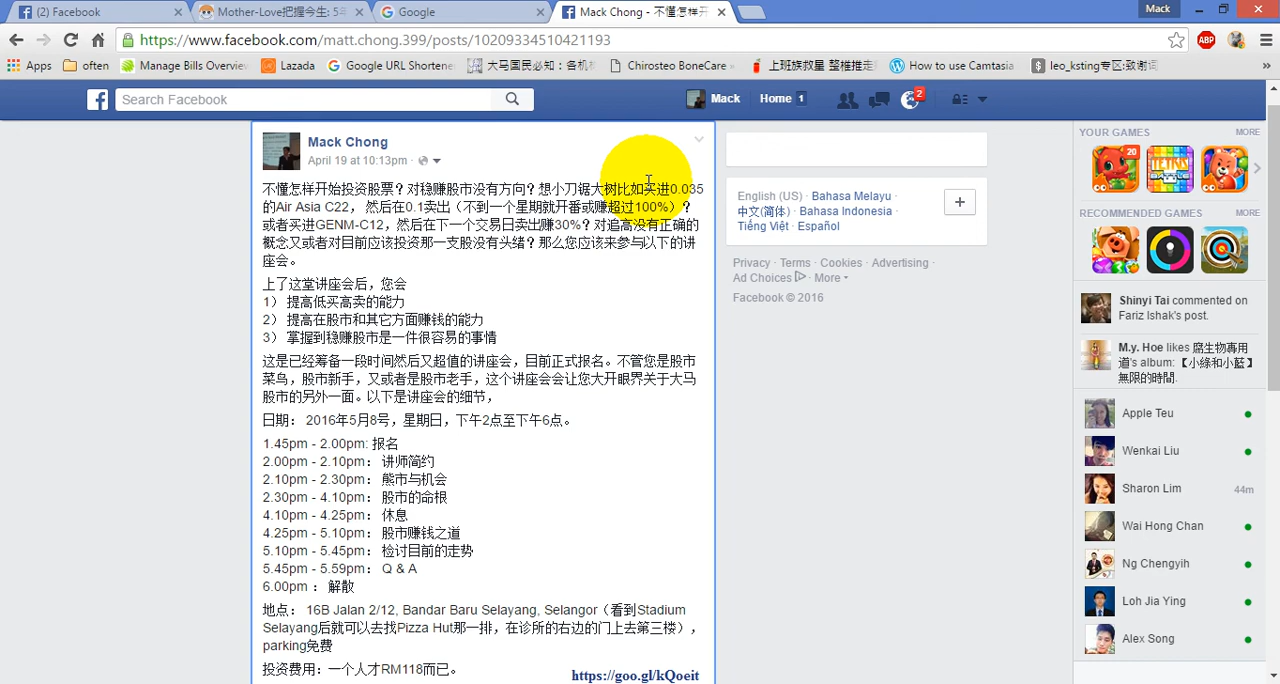 (2) Facebook
Mother-Love把握今生: 5年
Google
Mack Chong - 不懂怎样开
Mack
https://www.facebook.com/matt.chong.399/posts/10209334510421193
Apps
often
Manage Bills Overview
Lazada
Google URL Shortene
大马国民必知：各机
Chirosteo BoneCare
上班族救星 整椎推走
How to use Camtasia
leo_ksting专区:致谢词
ABP
Search Facebook
Mack
Home 1
2
Mack Chong
April 19 at 10:13pm ·
不懂怎样开始投资股票？对稳赚股市没有方向？想小刀锯大树比如买进0.035
的Air Asia C22，然后在0.1卖出（不到一个星期就开番或赚超过100%）？
或者买进GENM-C12，然后在下一个交易日卖出赚30%？对追高没有正确的
概念又或者对目前应该投资那一支股没有头绪？那么您应该来参与以下的讲
座会。
上了这堂讲座会后，您会
1） 提高低买高卖的能力
2） 提高在股市和其它方面赚钱的能力
3） 掌握到稳赚股市是一件很容易的事情
这是已经筹备一段时间然后又超值的讲座会，目前正式报名。不管您是股市
菜鸟，股市新手，又或者是股市老手，这个讲座会会让您大开眼界关于大马
股市的另外一面。以下是讲座会的细节，
日期： 2016年5月8号，星期日，下午2点至下午6点。
1.45pm - 2.00pm: 报名
2.00pm - 2.10pm： 讲师简约
2.10pm - 2.30pm： 熊市与机会
2.30pm - 4.10pm： 股市的命根
4.10pm - 4.25pm： 休息
4.25pm - 5.10pm： 股市赚钱之道
5.10pm - 5.45pm： 检讨目前的走势
5.45pm - 5.59pm： Q & A
6.00pm ： 解散
地点： 16B Jalan 2/12, Bandar Baru Selayang, Selangor（看到Stadium
Selayang后就可以去找Pizza Hut那一排，在诊所的右边的门上去第三楼），
parking免费
投资费用：一个人才RM118而已。
https://goo.gl/kQoeit
English (US) · Bahasa Melayu ·
中文(简体) · Bahasa Indonesia ·
Tiếng Việt · Español
Privacy · Terms · Cookies · Advertising ·
Ad Choices · More
Facebook © 2016
YOUR GAMES
MORE
20
TETRIS
RECOMMENDED GAMES
MORE
Shinyi Tai commented on
Fariz Ishak's post.
M.y. Hoe likes 腐生物專用
道's album: 【小绦和小藍】
無限的時間.
Apple Teu
Wenkai Liu
Sharon Lim
44m
Wai Hong Chan
Ng Chengyih
Loh Jia Ying
Alex Song